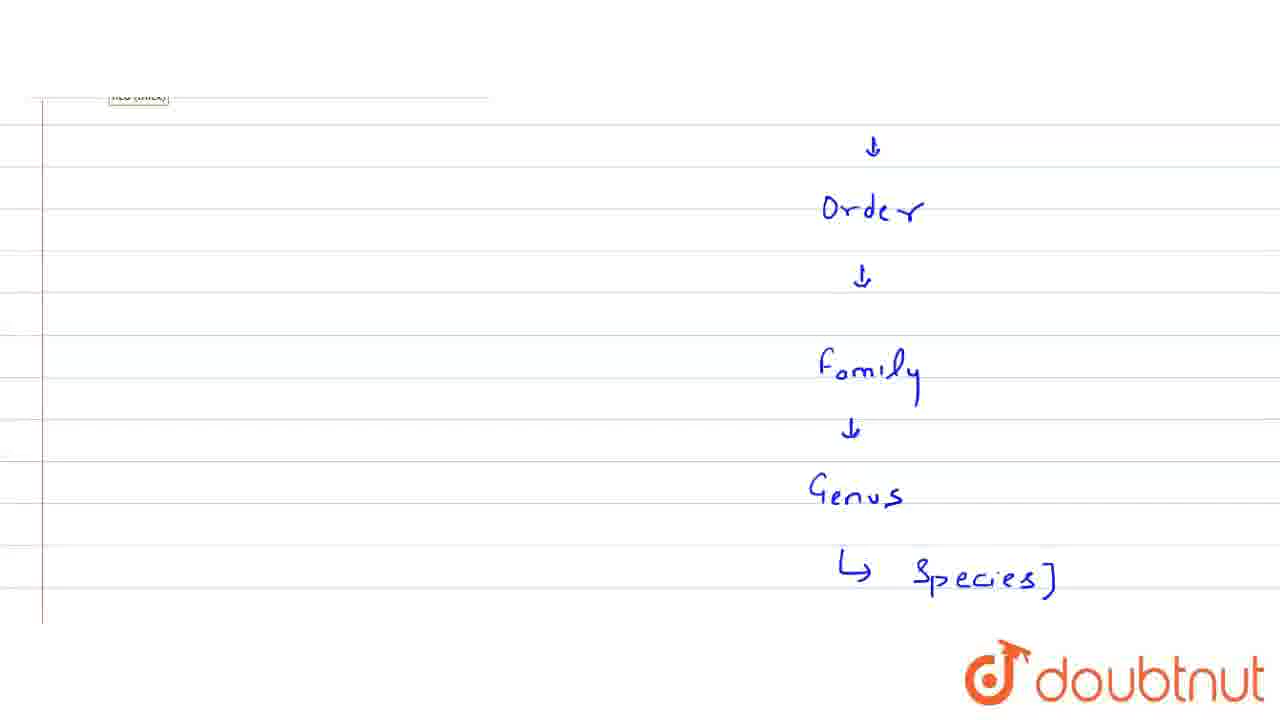 ↓
Order
↓
Family
↓
Genus
↳ Species]
doubtnut